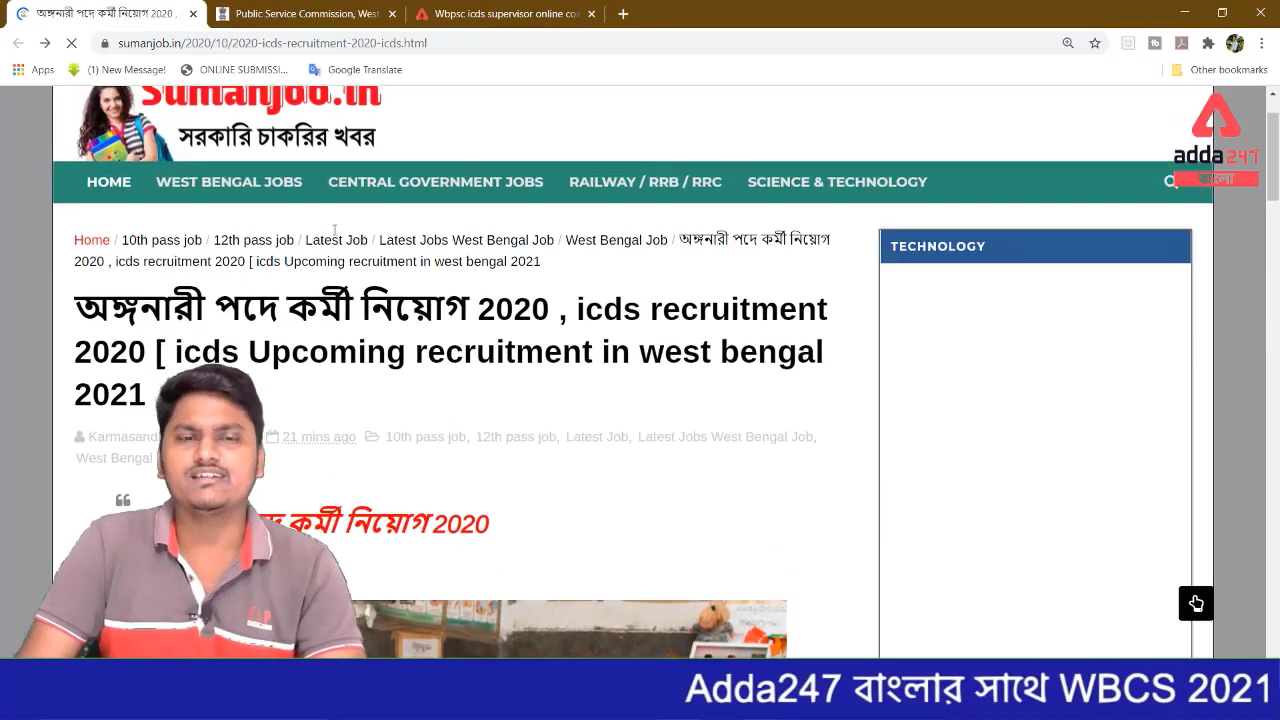 অঙ্গনারী পদে কর্মী নিয়োগ 2020 ,
Public Service Commission, West
Wbpsc icds supervisor online coa
sumanjob.in/2020/10/2020-icds-recruitment-2020-icds.html
Apps
(1) New Message!
ONLINE SUBMISSI...
Google Translate
Other bookmarks
Sumanjob.in
সরকারি চাকরির খবর
adda247
বাংলা
HOME WEST BENGAL JOBS CENTRAL GOVERNMENT JOBS RAILWAY / RRB / RRC SCIENCE & TECHNOLOGY
Home / 10th pass job / 12th pass job / Latest Job / Latest Jobs West Bengal Job / West Bengal Job / অঙ্গনারী পদে কর্মী নিয়োগ
2020 , icds recruitment 2020 [ icds Upcoming recruitment in west bengal 2021
TECHNOLOGY
অঙ্গনারী পদে কর্মী নিয়োগ 2020 , icds recruitment
2020 [ icds Upcoming recruitment in west bengal
2021
21 mins ago 10th pass job, 12th pass job, Latest Job, Latest Jobs West Bengal Job,
West Bengal
কর্মী নিয়োগ 2020
Adda247 বাংলার সাথে WBCS 2021